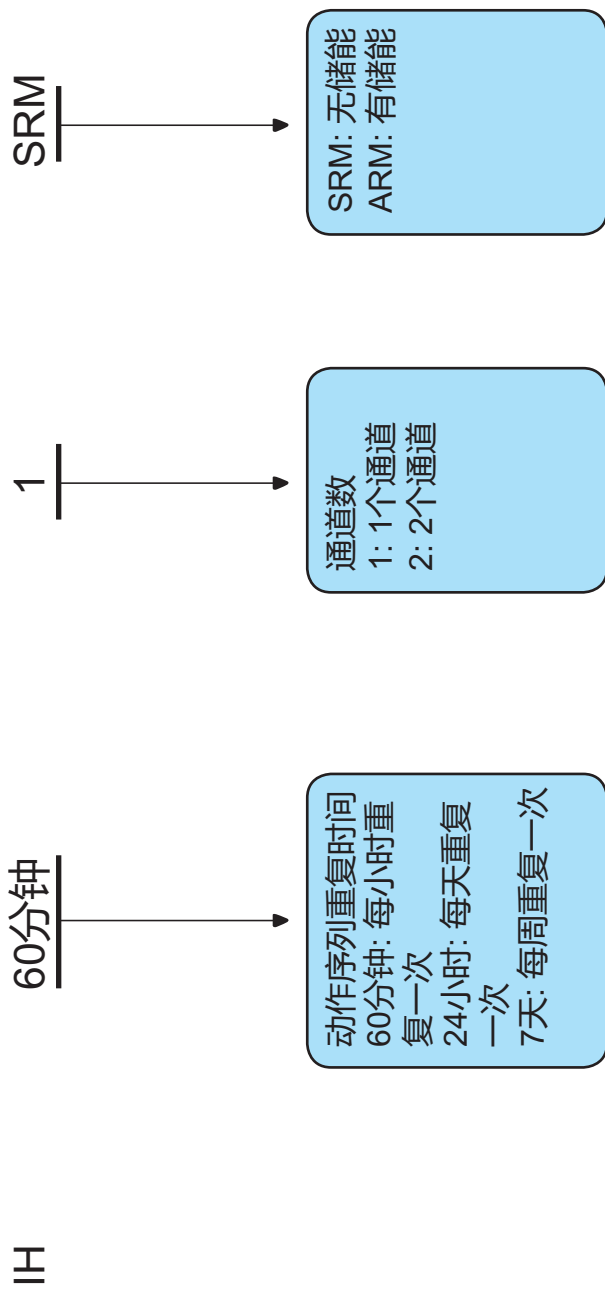 IH
60分钟
1
SRM
动作序列重复时间
60分钟: 每小时重
复一次
24小时: 每天重复
一次
7天: 每周重复一次
通道数
1: 1个通道
2: 2个通道
SRM: 无储能
ARM: 有储能